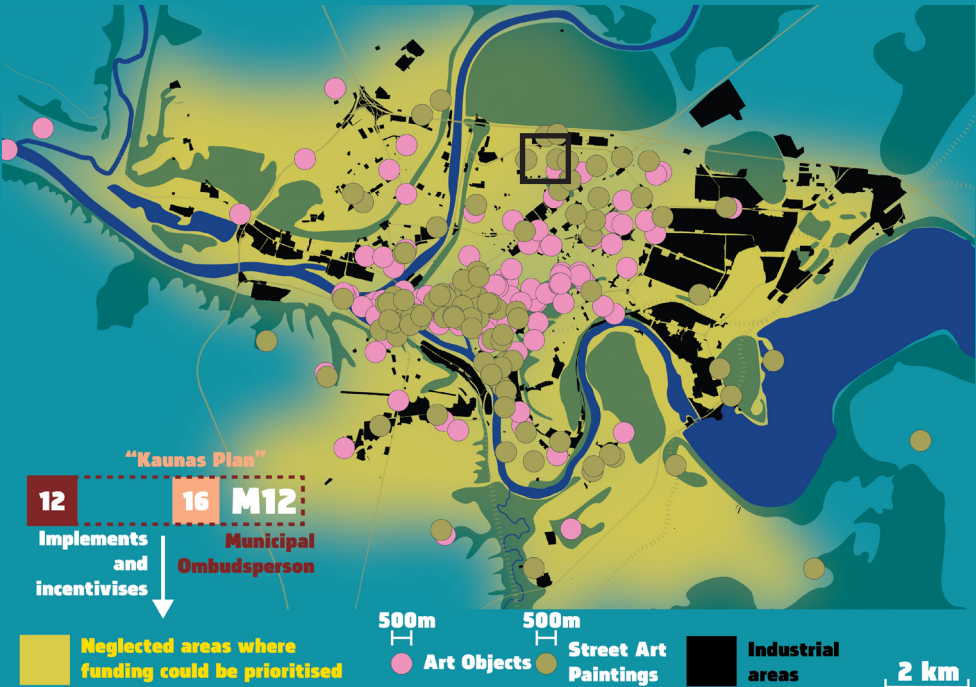 “Kaunas Plan”
12
16
M12
Implements
and
incentivises
Municipal
Ombudsperson
Neglected areas where
funding could be prioritised
500m
Art Objects
500m
Street Art
Paintings
Industrial
areas
2 km